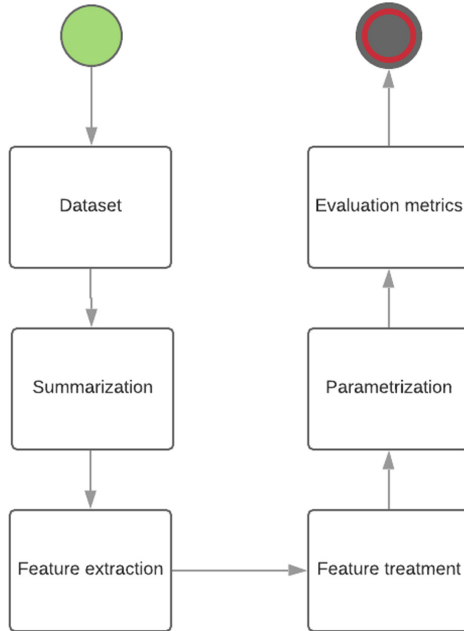 Dataset
Summarization
Feature extraction
Feature treatment
Parametrization
Evaluation metrics